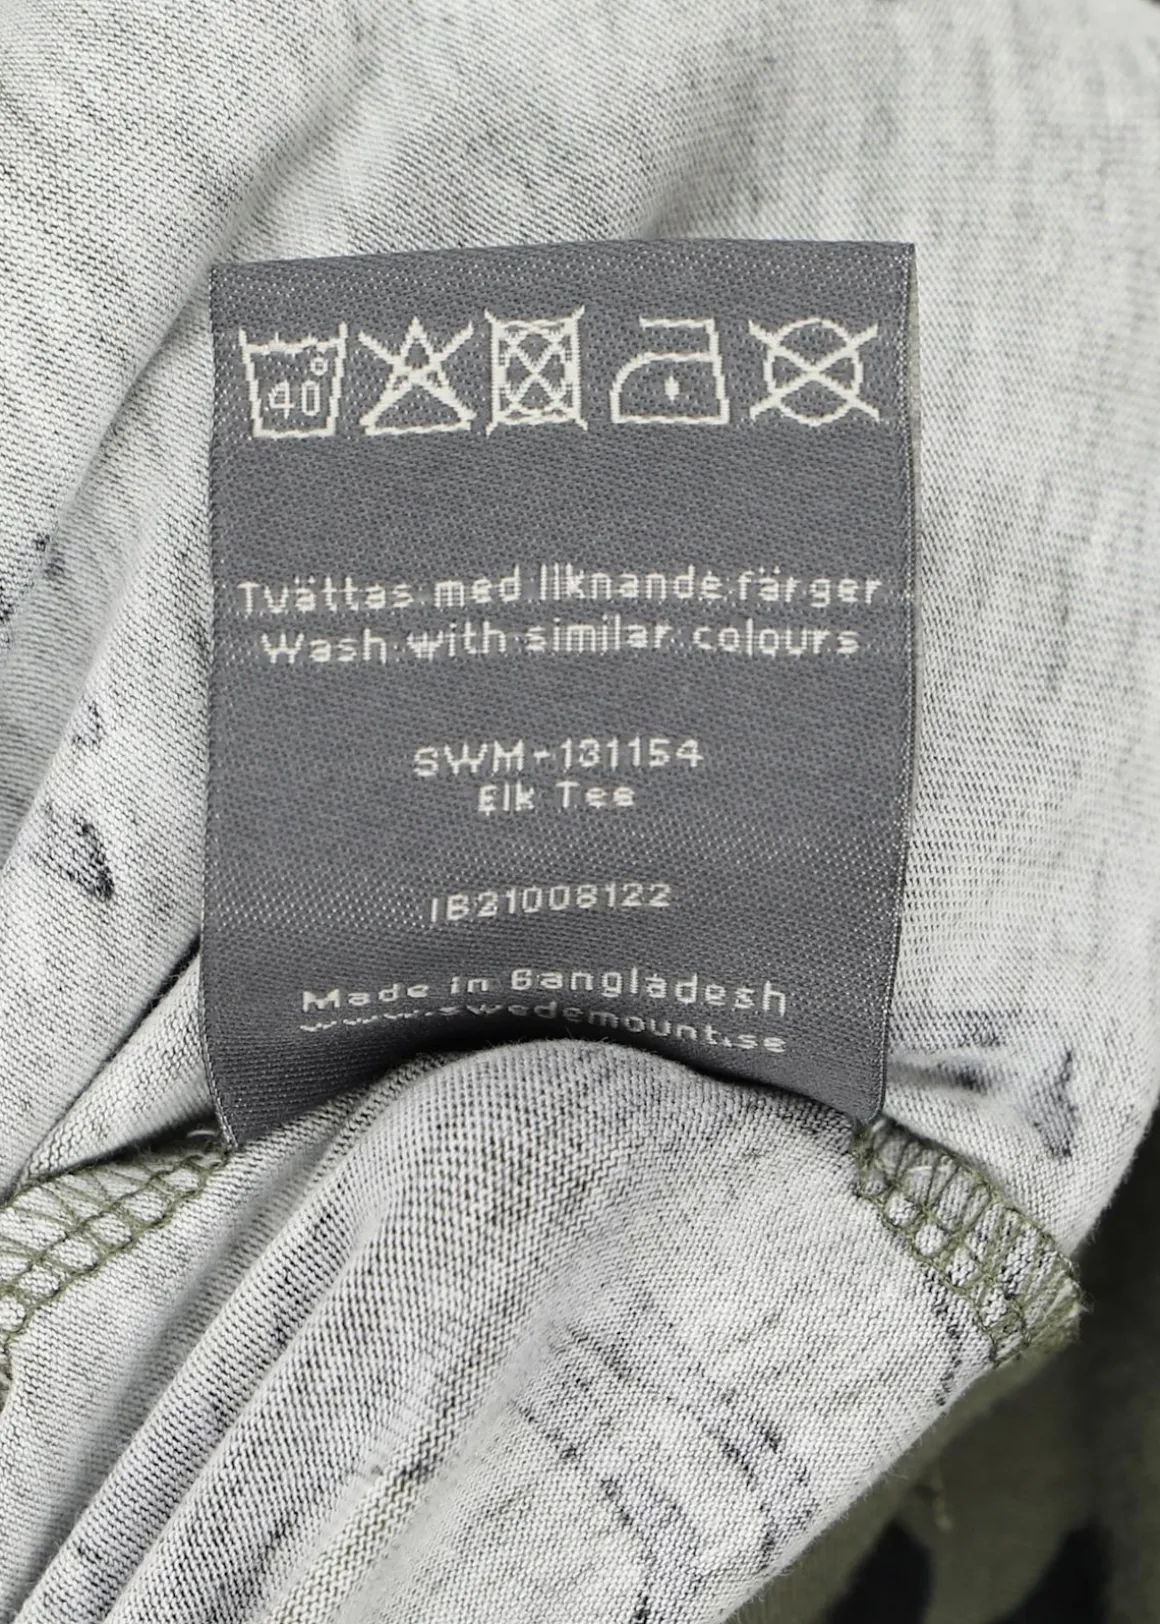 40°
Tvättas med liknande färger
Wash with similar colours
SWM-131154
Elk Tee
IB21008122
Made in Bangladesh
www.swedemount.se